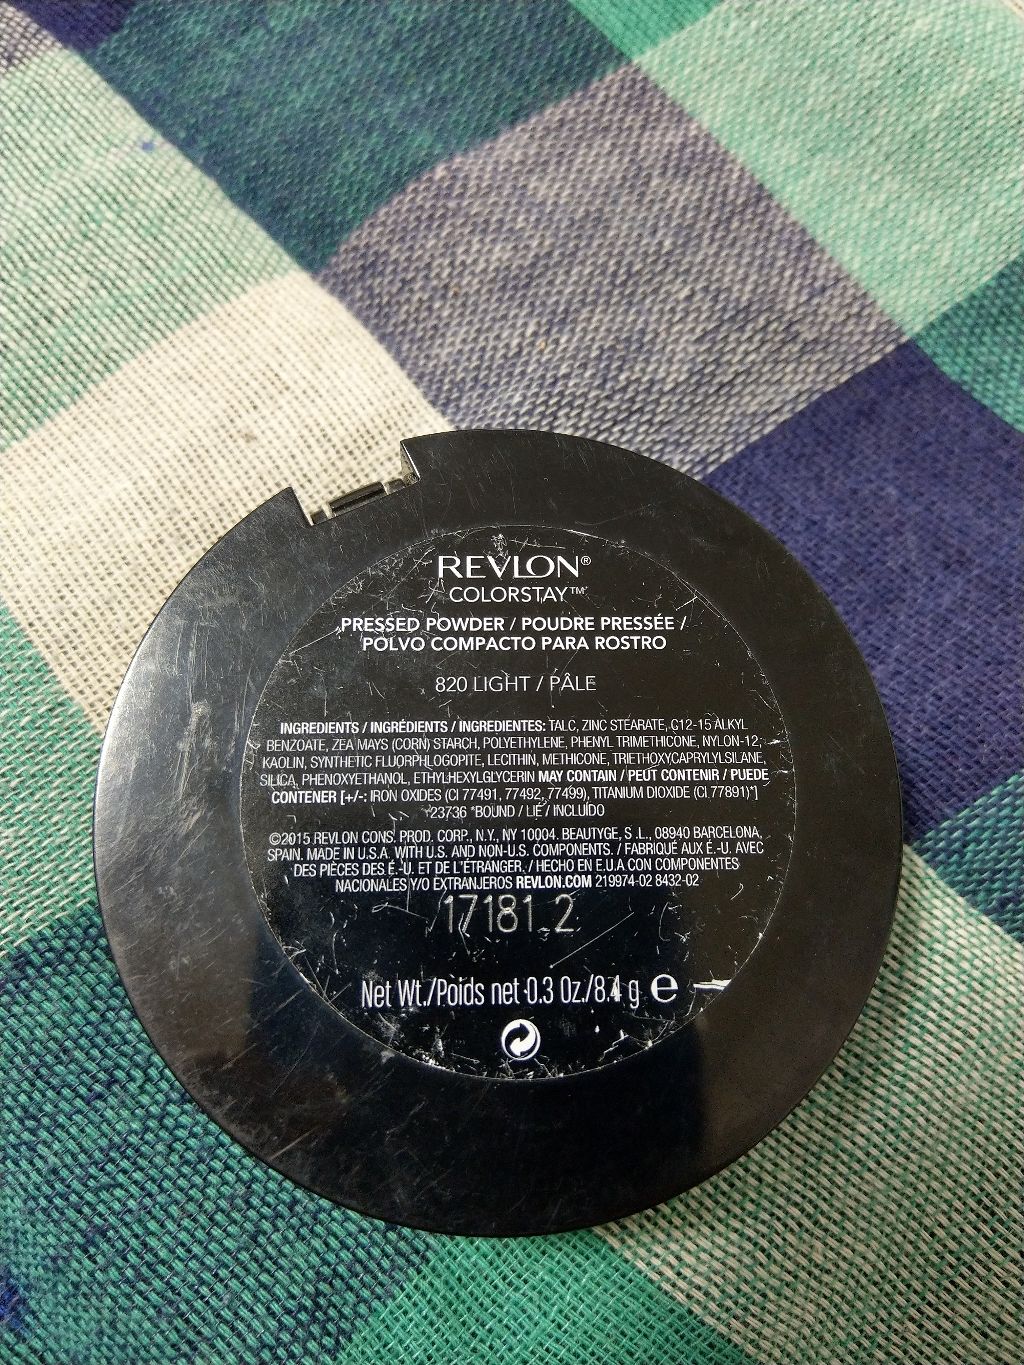 REVLON®
COLORSTAY™
PRESSED POWDER / POUDRE PRESSÉE /
POLVO COMPACTO PARA ROSTRO
820 LIGHT / PÂLE
INGREDIENTS / INGRÉDIENTS / INGREDIENTES: TALC, ZINC STEARATE, C12-15 ALKYL
BENZOATE, ZEA MAYS (CORN) STARCH, POLYETHYLENE, PHENYL TRIMETHICONE, NYLON-12,
KAOLIN, SYNTHETIC FLUORPHLOGOPITE, LECITHIN, METHICONE, TRIETHOXYCAPRYLYLSILANE,
SILICA, PHENOXYETHANOL, ETHYLHEXYLGLYCERIN MAY CONTAIN / PEUT CONTENIR / PUEDE
CONTENER [+/-: IRON OXIDES (CI 77491, 77492, 77499), TITANIUM DIOXIDE (CI 77891)*]
23736 *BOUND / LIÉ / INCLUIDO
©2015 REVLON CONS. PROD. CORP., N.Y., NY 10004. BEAUTYGE, S.L., 08940 BARCELONA,
SPAIN. MADE IN U.S.A. WITH U.S. AND NON-U.S. COMPONENTS. / FABRIQUÉ AUX É.-U. AVEC
DES PIÈCES DES É.-U. ET DE L'ÉTRANGER. / HECHO EN E.U.A CON COMPONENTES
NACIONALES Y/O EXTRANJEROS REVLON.COM 219974-02 8432-02
17181 2
Net Wt./Poids net 0.3 Oz./8.4 g ℮